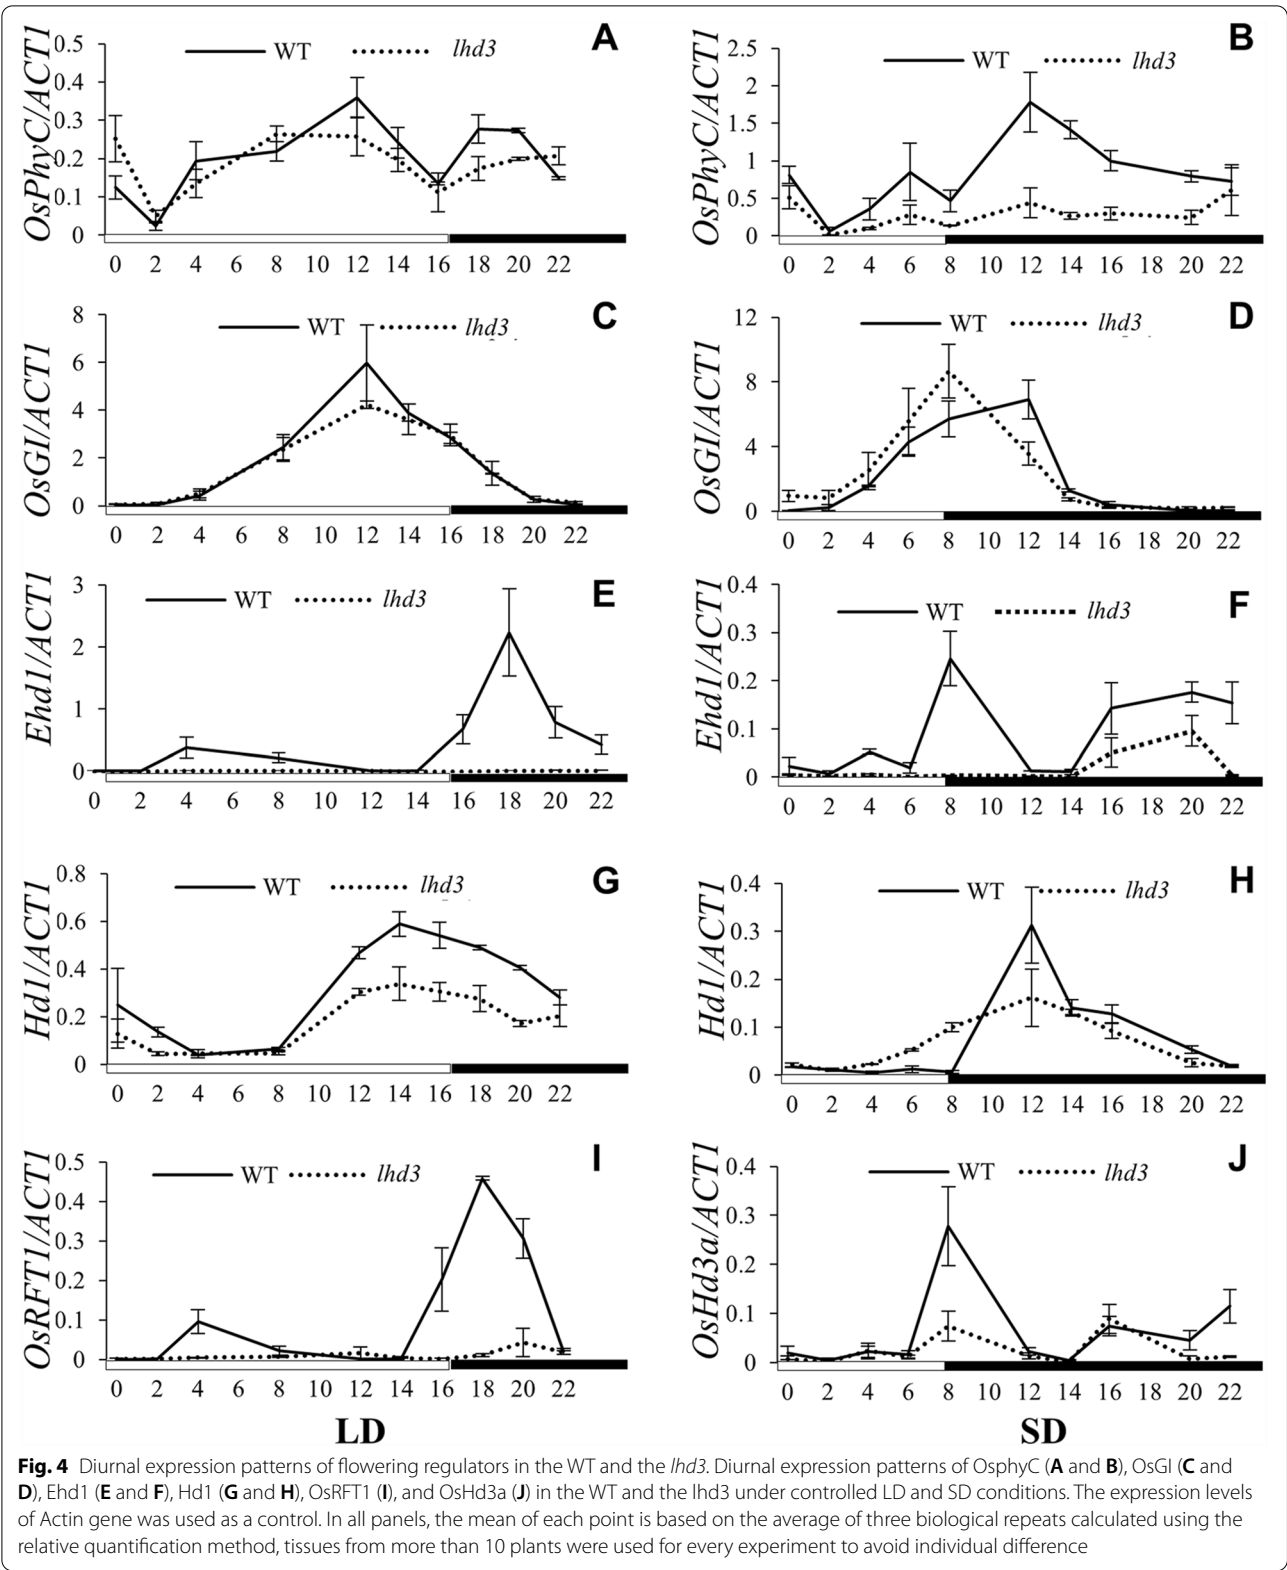 A
WT lhd3
OsPhyC/ACT1
0.5
0.4
0.3
0.2
0.1
0
0 2 4 6 8 10 12 14 16 18 20 22
B
WT lhd3
OsPhyC/ACT1
2.5
2
1.5
1
0.5
0
0 2 4 6 8 10 12 14 16 18 20 22
C
WT lhd3
OsGI/ACT1
8
6
4
2
0
0 2 4 6 8 10 12 14 16 18 20 22
D
WT lhd3
OsGI/ACT1
12
8
4
0
0 2 4 6 8 10 12 14 16 18 20 22
E
WT lhd3
Ehd1/ACT1
3
2
1
0
0 2 4 6 8 10 12 14 16 18 20 22
F
WT lhd3
Ehd1/ACT1
0.4
0.3
0.2
0.1
0
0 2 4 6 8 10 12 14 16 18 20 22
G
WT lhd3
Hd1/ACT1
0.8
0.6
0.4
0.2
0
0 2 4 6 8 10 12 14 16 18 20 22
H
WT lhd3
Hd1/ACT1
0.4
0.3
0.2
0.1
0
0 2 4 6 8 10 12 14 16 18 20 22
I
WT lhd3
OsRFT1/ACT1
0.5
0.4
0.3
0.2
0.1
0
0 2 4 6 8 10 12 14 16 18 20 22
LD
J
WT lhd3
OsHd3a/ACT1
0.4
0.3
0.2
0.1
0
0 2 4 6 8 10 12 14 16 18 20 22
SD
Fig. 4 Diurnal expression patterns of flowering regulators in the WT and the lhd3. Diurnal expression patterns of OsphyC (A and B), OsGI (C and
D), Ehd1 (E and F), Hd1 (G and H), OsRFT1 (I), and OsHd3a (J) in the WT and the lhd3 under controlled LD and SD conditions. The expression levels
of Actin gene was used as a control. In all panels, the mean of each point is based on the average of three biological repeats calculated using the
relative quantification method, tissues from more than 10 plants were used for every experiment to avoid individual difference